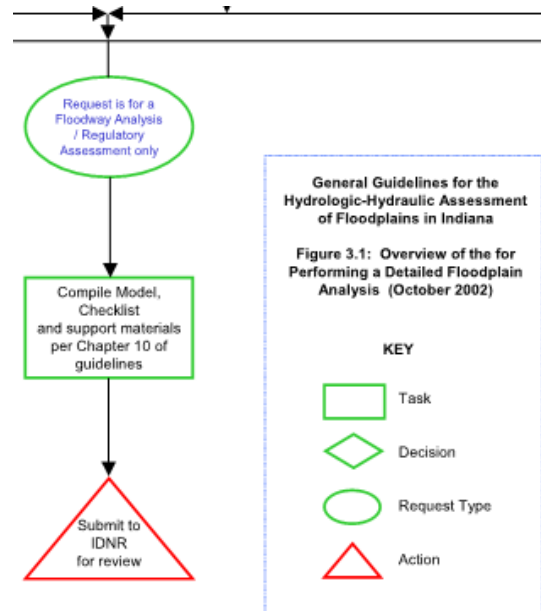 Request is for a
Floodway Analysis
/ Regulatory
Assessment only
Compile Model,
Checklist
and support materials
per Chapter 10 of
guidelines
Submit to
IDNR
for review
General Guidelines for the
Hydrologic-Hydraulic Assessment
of Floodplains in Indiana
Figure 3.1: Overview of the for
Performing a Detailed Floodplain
Analysis (October 2002)
KEY
Task
Decision
Request Type
Action